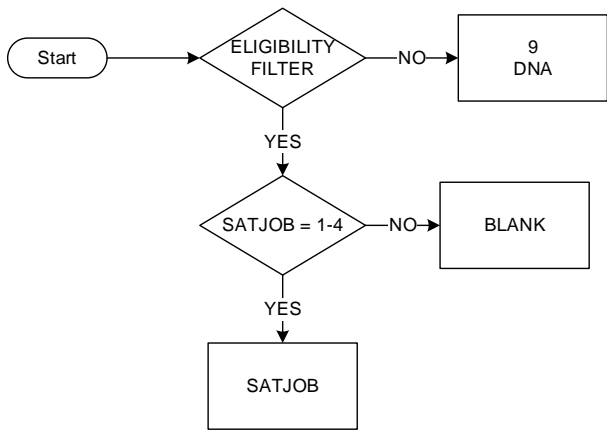 Start
ELIGIBILITY
FILTER
NO
9
DNA
YES
SATJOB = 1-4
NO
BLANK
YES
SATJOB